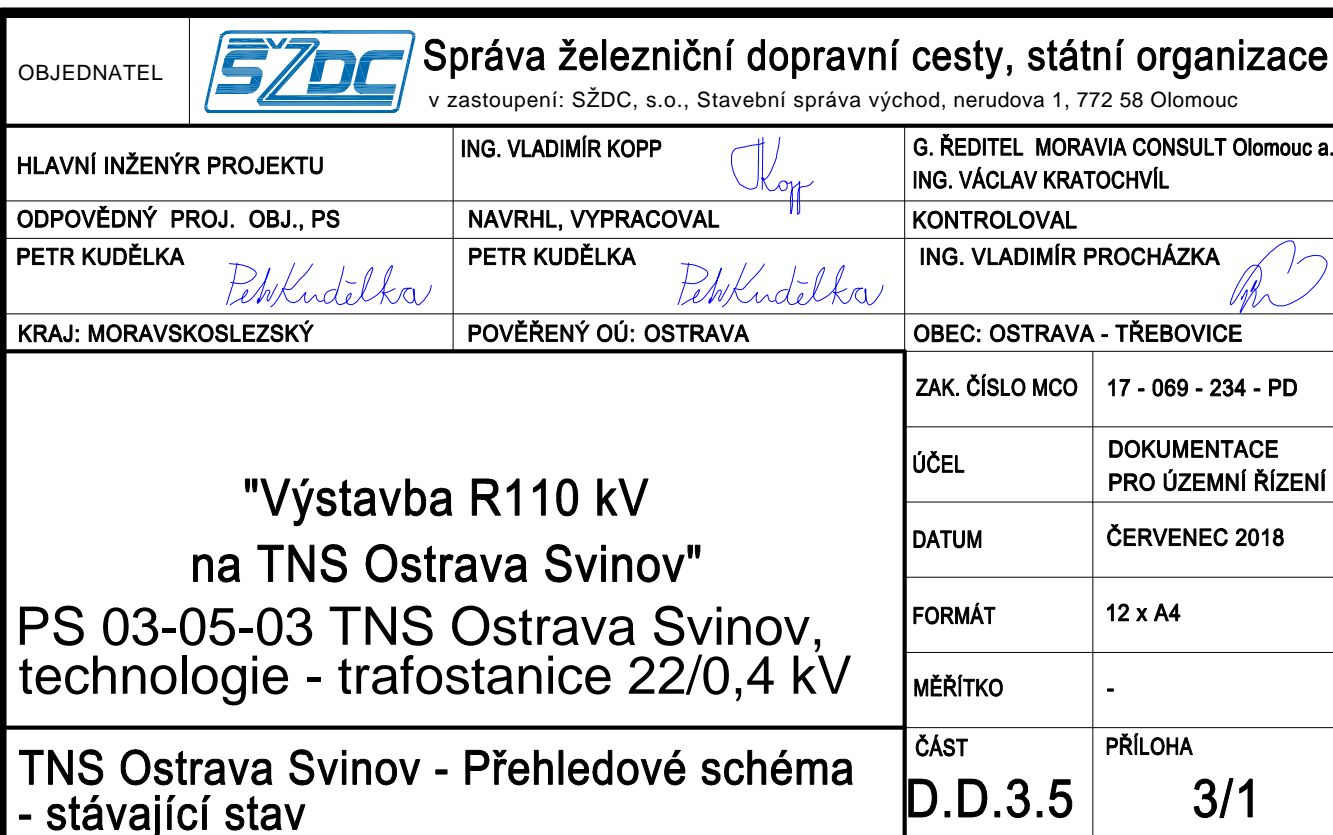 OBJEDNATEL
SŽDC
Správa železniční dopravní cesty, státní organizace
v zastoupení: SŽDC, s.o., Stavební správa východ, nerudova 1, 772 58 Olomouc
HLAVNÍ INŽENÝR PROJEKTU
ING. VLADIMÍR KOPP
Kopp
G. ŘEDITEL MORAVIA CONSULT Olomouc a.
ING. VÁCLAV KRATOCHVÍL
ODPOVĚDNÝ PROJ. OBJ., PS
NAVRHL, VYPRACOVAL
KONTROLOVAL
PETR KUDĚLKA
Petr Kudělka
PETR KUDĚLKA
Petr Kudělka
ING. VLADIMÍR PROCHÁZKA
KRAJ: MORAVSKOSLEZSKÝ
POVĚŘENÝ OÚ: OSTRAVA
OBEC: OSTRAVA - TŘEBOVICE
"Výstavba R110 kV
na TNS Ostrava Svinov"
PS 03-05-03 TNS Ostrava Svinov,
technologie - trafostanice 22/0,4 kV
TNS Ostrava Svinov - Přehledové schéma
- stávající stav
ZAK. ČÍSLO MCO
17 - 069 - 234 - PD
ÚČEL
DOKUMENTACE
PRO ÚZEMNÍ ŘÍZENÍ
DATUM
ČERVENEC 2018
FORMÁT
12 x A4
MĚŘÍTKO
-
ČÁST
D.D.3.5
PŘÍLOHA
3/1